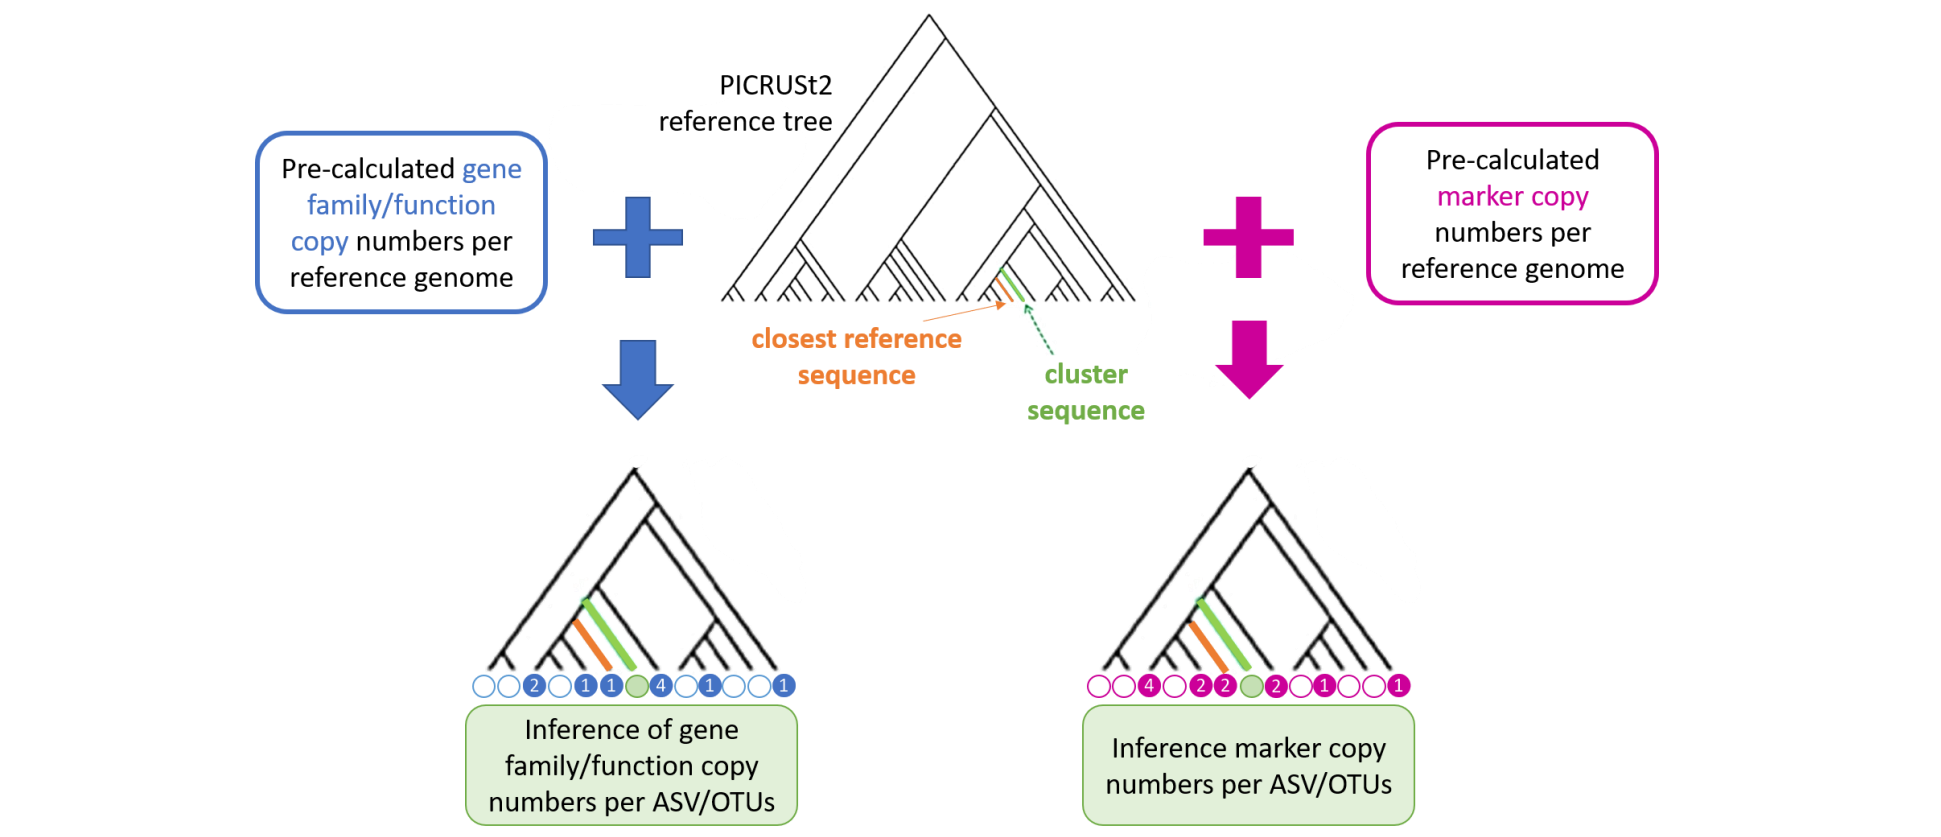 PICRUSt2
reference tree
Pre-calculated gene
family/function
copy numbers per
reference genome
Pre-calculated
marker copy
numbers per
reference genome
closest reference
sequence
cluster
sequence
2 1 1 4 1 1
4 2 2 2 1 1
Inference of gene
family/function copy
numbers per ASV/OTUs
Inference marker copy
numbers per ASV/OTUs